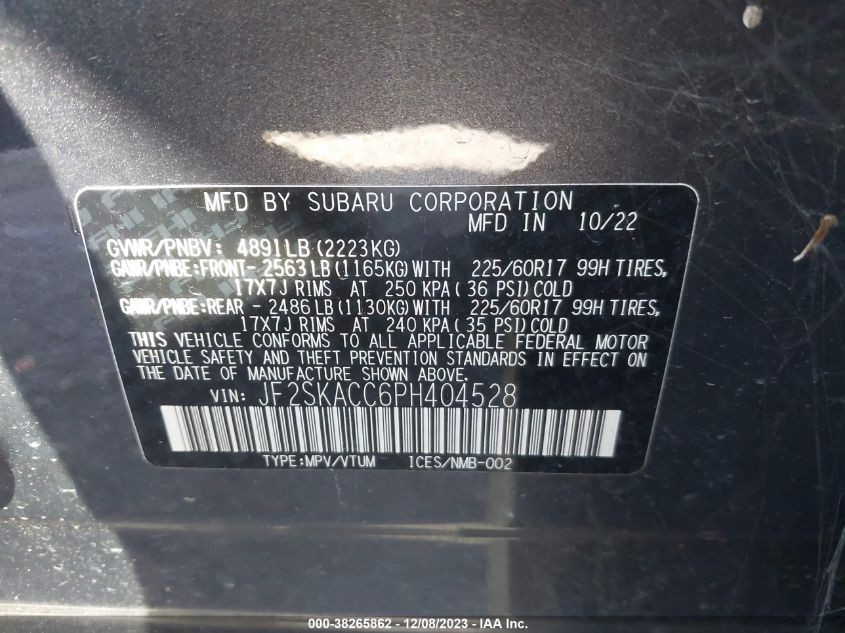 MFD BY SUBARU CORPORATION
MFD IN 10/22
GVWR/PNBV: 4891LB(2223KG)
GAWR/PNBE:FRONT- 2563LB(1165KG)WITH 225/60R17 99H TIRES,
17X7J RIMS AT 250 KPA(36 PSI)COLD
GAWR/PNBE:REAR - 2486LB(1130KG)WITH 225/60R17 99H TIRES,
17X7J RIMS AT 240 KPA(35 PSI)COLD
THIS VEHICLE CONFORMS TO ALL APPLICABLE FEDERAL MOTOR
VEHICLE SAFETY AND THEFT PREVENTION STANDARDS IN EFFECT ON
THE DATE OF MANUFACTURE SHOWN ABOVE.
VIN: JF2SKACC6PH404528
TYPE:MPV/VTUM ICES/NMB-002
000-38265862 - 12/08/2023 - IAA Inc.